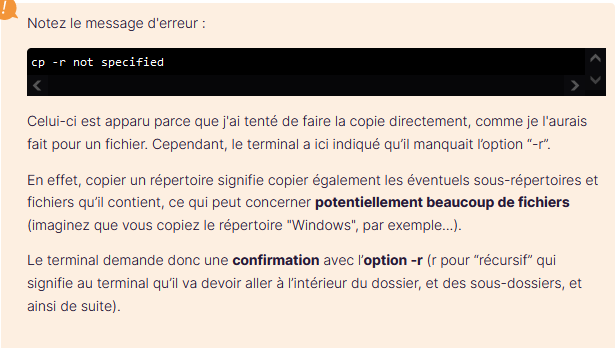 !
Notez le message d'erreur :
cp -r not specified
Celui-ci est apparu parce que j'ai tenté de faire la copie directement, comme je l'aurais
fait pour un fichier. Cependant, le terminal a ici indiqué qu’il manquait l’option “-r”.
En effet, copier un répertoire signifie copier également les éventuels sous-répertoires et
fichiers qu’il contient, ce qui peut concerner potentiellement beaucoup de fichiers
(imaginez que vous copiez le répertoire "Windows", par exemple...).
Le terminal demande donc une confirmation avec l’option -r (r pour “récursif” qui
signifie au terminal qu’il va devoir aller à l’intérieur du dossier, et des sous-dossiers, et
ainsi de suite).